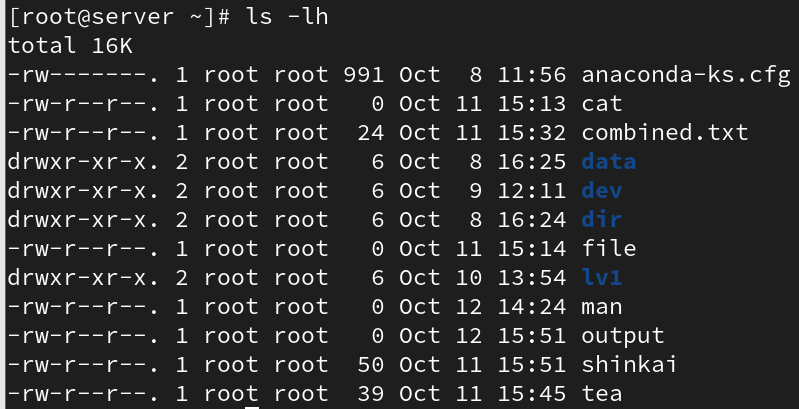 [root@server ~]# ls -lh
total 16K
-rw-------. 1 root root 991 Oct  8 11:56 anaconda-ks.cfg
-rw-r--r--. 1 root root   0 Oct 11 15:13 cat
-rw-r--r--. 1 root root  24 Oct 11 15:32 combined.txt
drwxr-xr-x. 2 root root   6 Oct  8 16:25 data
drwxr-xr-x. 2 root root   6 Oct  9 12:11 dev
drwxr-xr-x. 2 root root   6 Oct  8 16:24 dir
-rw-r--r--. 1 root root   0 Oct 11 15:14 file
drwxr-xr-x. 2 root root   6 Oct 10 13:54 lv1
-rw-r--r--. 1 root root   0 Oct 12 14:24 man
-rw-r--r--. 1 root root   0 Oct 12 15:51 output
-rw-r--r--. 1 root root  50 Oct 11 15:51 shinkai
-rw-r--r--. 1 root root  39 Oct 11 15:45 tea